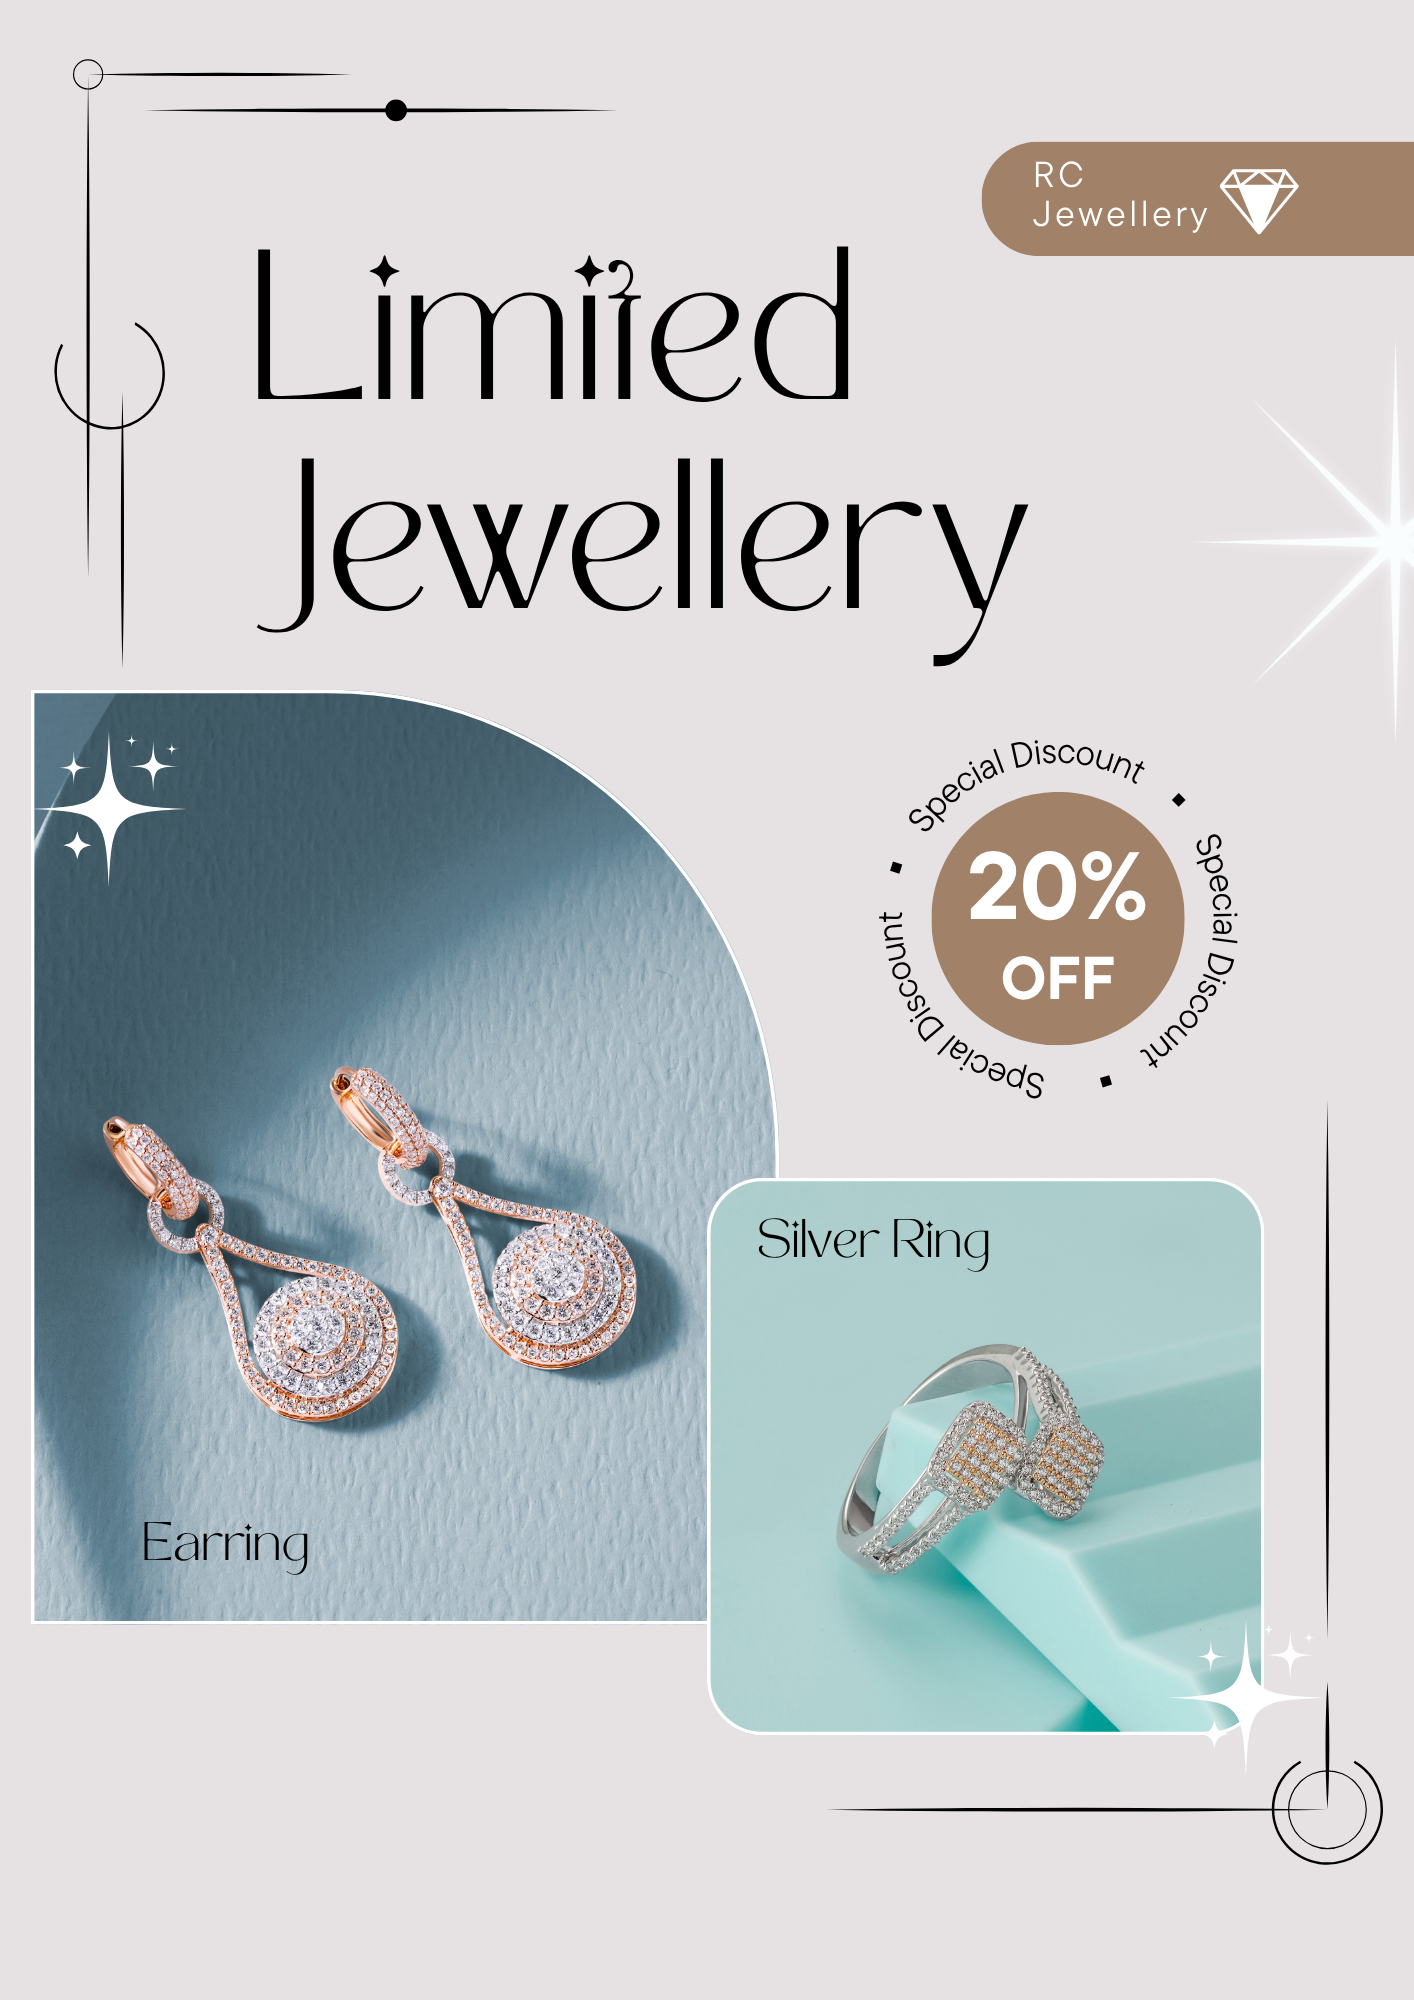 RC
Jewellery
Limited
Jewellery
Special Discount
Special Discount
Special Discount
20%
OFF
Silver Ring
Earring